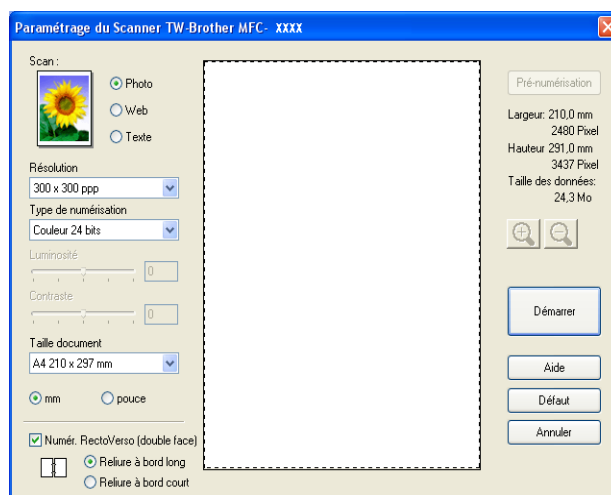 Paramétrage du Scanner TW-Brother MFC- XXXX
Scan :
Photo
Web
Texte
Résolution
300 x 300 ppp
Type de numérisation
Couleur 24 bits
Luminosité
0
Contraste
0
Taille document
A4 210 x 297 mm
mm
pouce
Numér. RectoVerso (double face)
Reliure à bord long
Reliure à bord court
Pré-numérisation
Largeur: 210,0 mm
2480 Pixel
Hauteur 291,0 mm
3437 Pixel
Taille des données:
24,3 Mo
Démarrer
Aide
Défaut
Annuler